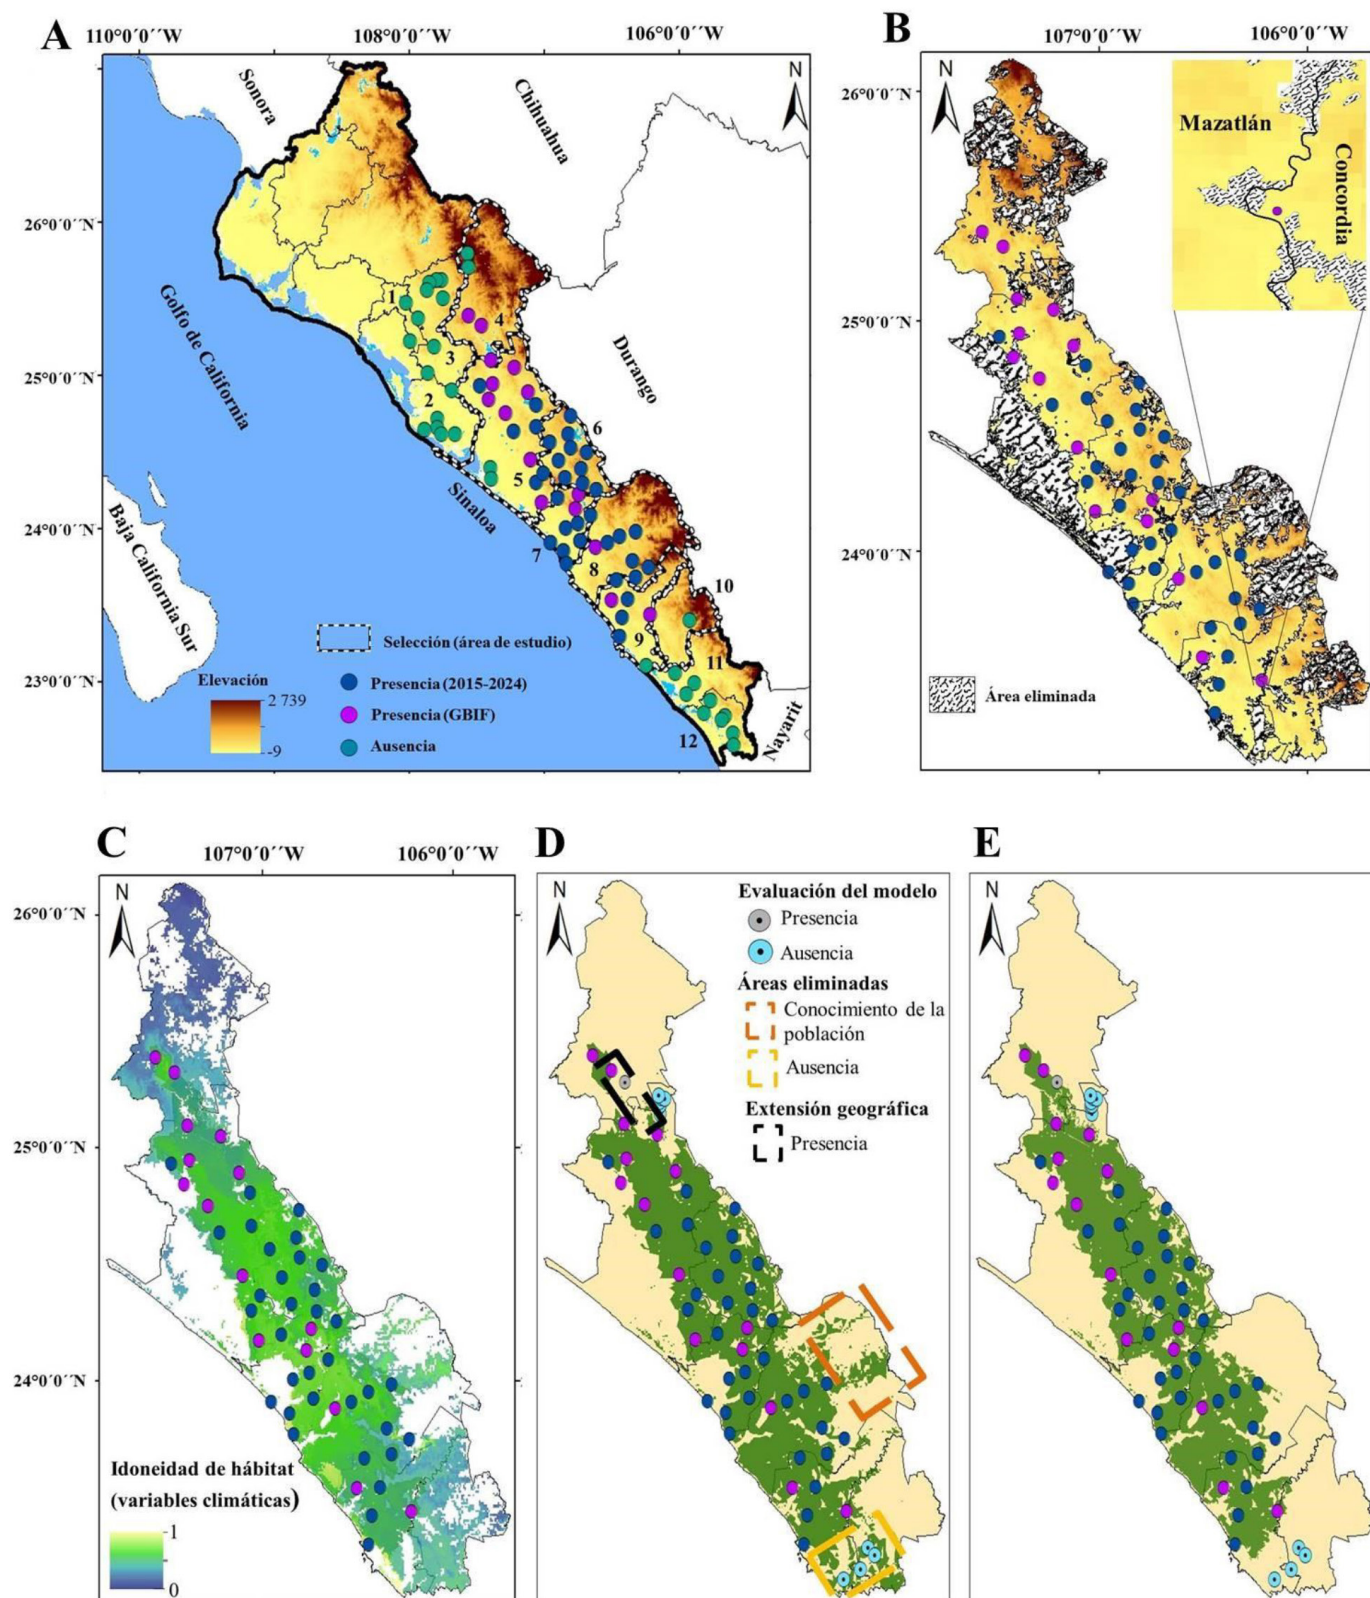 A
110°0´0´´W
108°0´0´´W
106°0´0´´W
26°0´0´´N
25°0´0´´N
24°0´0´´N
23°0´0´´N
N
Sonora
Chihuahua
Durango
Golfo de California
Sinaloa
Baja California Sur
Nayarit
1
2
3
4
5
6
7
8
9
10
11
12
Selección (área de estudio)
Elevación
2 739
-9
Presencia (2015-2024)
Presencia (GBIF)
Ausencia
B
107°0´0´´W
106°0´0´´W
26°0´0´´N
25°0´0´´N
24°0´0´´N
N
Mazatlán
Concordia
Área eliminada
C
107°0´0´´W
106°0´0´´W
26°0´0´´N
25°0´0´´N
24°0´0´´N
N
Idoneidad de hábitat
(variables climáticas)
1
0
D
N
Evaluación del modelo
Presencia
Ausencia
Áreas eliminadas
Conocimiento de la
población
Ausencia
Extensión geográfica
Presencia
E
N